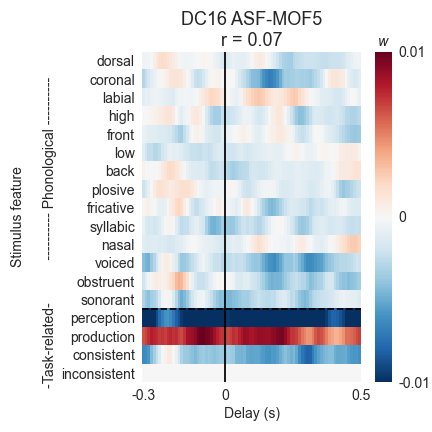 DC16 ASF-MOF5
r = 0.07
w
dorsal
coronal
labial
high
front
low
back
plosive
fricative
syllabic
nasal
voiced
obstruent
sonorant
perception
production
consistent
inconsistent
Stimulus feature
---------- Phonological ----------
-Task-related-
0.01
0
-0.01
-0.3 0 0.5
Delay (s)